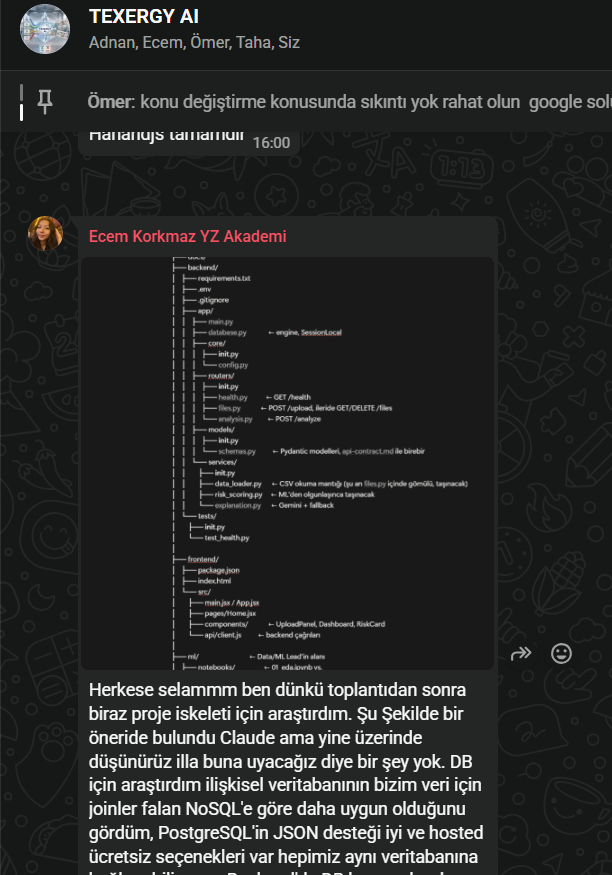 TEXERGY AI
Adnan, Ecem, Ömer, Taha, Siz
Ömer: konu değiştirme konusunda sıkıntı yok rahat olun google solu
tamamdır
16:00
Ecem Korkmaz YZ Akademi
docs/
├──backend/
│ ├──requirements.txt
│ ├──.env
│ ├──.gitignore
│ ├──app/
│ │ ├──main.py
│ │ ├──database.py ← engine, SessionLocal
│ │ ├──core/
│ │ │ ├──init.py
│ │ │ └──config.py
│ │ ├──routers/
│ │ │ ├──init.py
│ │ │ ├──health.py ← GET /health
│ │ │ ├──files.py ← POST /upload, ileride GET/DELETE /files
│ │ │ └──analysis.py ← POST /analyze
│ │ ├──models/
│ │ │ ├──init.py
│ │ │ └──schemas.py ← Pydantic modelleri, api-contract.md ile birebir
│ │ └──services/
│ │ ├──init.py
│ │ ├──data_loader.py ← CSV okuma mantığı (şu an files.py içinde gömülü, taşınacak)
│ │ ├──risk_scoring.py ← ML'den olgunlaşınca taşınacak
│ │ └──explanation.py ← Gemini + fallback
│ └──tests/
│ ├──init.py
│ └──test_health.py
│
├──frontend/
│ ├──package.json
│ ├──index.html
│ └──src/
│ ├──main.jsx / App.jsx
│ ├──pages/Home.jsx
│ ├──components/ ← UploadPanel, Dashboard, RiskCard
│ └──api/client.js ← backend çağrıları
│
├──ml/ ← Data/ML Lead'in alanı
│ ├──notebooks/ ← 01_eda.ipynb vs.
Herkese selammm ben dünkü toplantıdan sonra
biraz proje iskeleti için araştırdım. Şu Şekilde bir
öneride bulundu Claude ama yine üzerinde
düşünürüz illa buna uyacağız diye bir şey yok. DB
için araştırdım ilişkisel veritabanının bizim veri için
joinler falan NoSQL'e göre daha uygun olduğunu
gördüm, PostgreSQL'in JSON desteği iyi ve hosted
ücretsiz seçenekleri var hepimiz aynı veritabanına